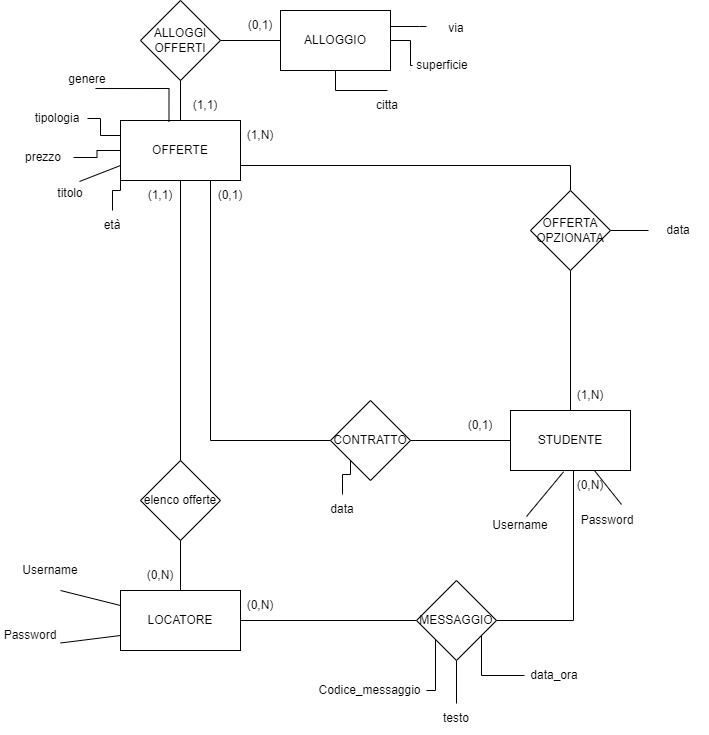 ALLOGGI
OFFERTI
(0,1)
ALLOGGIO
via
superficie
citta
genere
(1,1)
tipologia
OFFERTE
(1,N)
prezzo
titolo
(1,1)
(0,1)
età
OFFERTA
OPZIONATA
data
(1,N)
CONTRATTO
(0,1)
STUDENTE
data
(0,N)
Username
Password
elenco offerte
(0,N)
Username
Password
LOCATORE
(0,N)
MESSAGGIO
Codice_messaggio
testo
data_ora